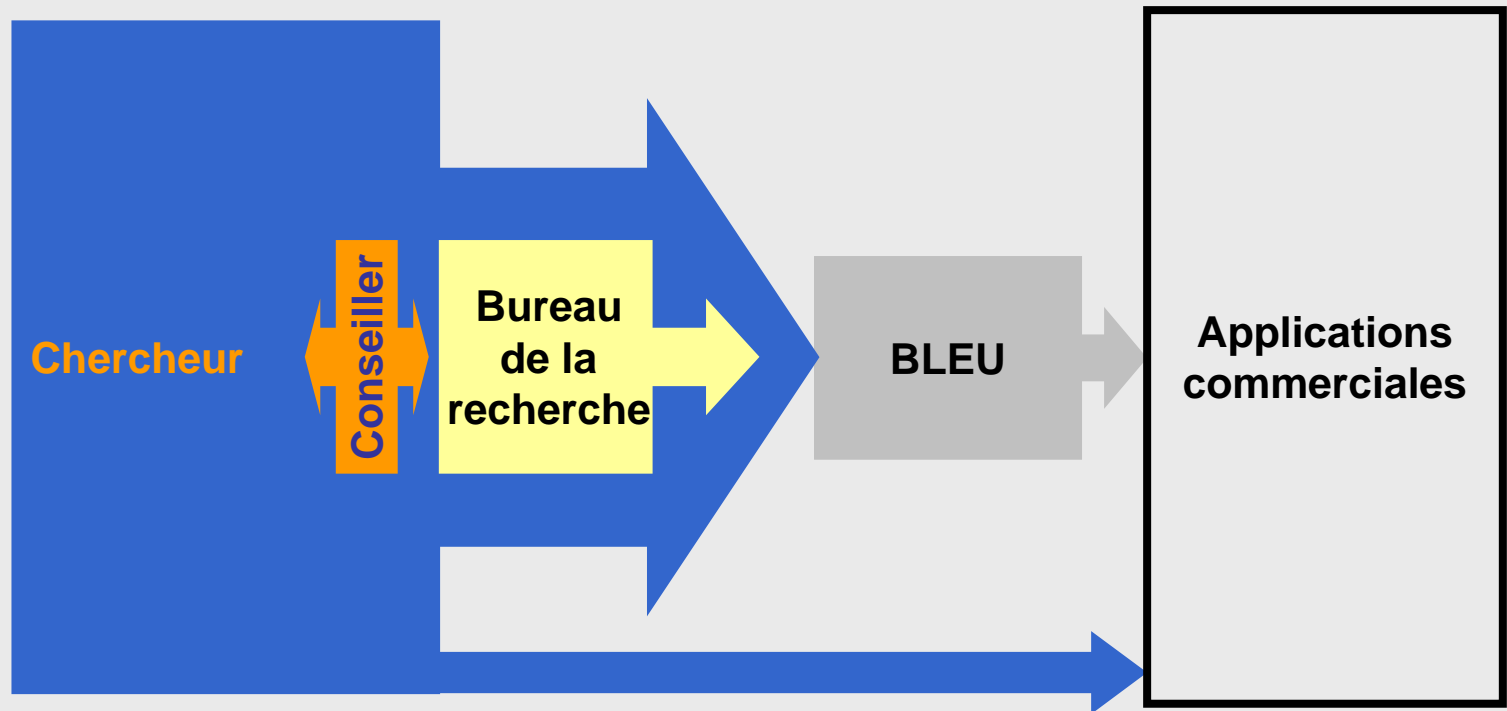 Chercheur
Conseiller
Bureau
de la
recherche
BLEU
Applications
commerciales